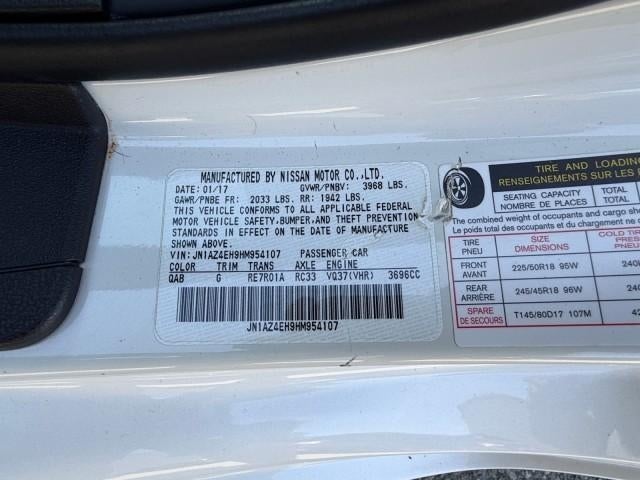 MANUFACTURED BY NISSAN MOTOR CO.,LTD.
DATE: 01/17 GVWR/PNBV: 3968 LBS.
GAWR/PNBE FR: 2033 LBS. RR: 1942 LBS.
THIS VEHICLE CONFORMS TO ALL APPLICABLE FEDERAL
MOTOR VEHICLE SAFETY,BUMPER,AND THEFT PREVENTION
STANDARDS IN EFFECT ON THE DATE OF MANUFACTURE
SHOWN ABOVE.
VIN: JN1AZ4EH9HM954107 PASSENGER CAR
COLOR TRIM TRANS AXLE ENGINE
QAB G RE7R01A RC33 VQ37(VHR) 3696CC
JN1AZ4EH9HM954107
TIRE AND LOADING
RENSEIGNEMENTS SUR LES
SEATING CAPACITY TOTAL
NOMBRE DE PLACES TOTAL
The combined weight of occupants and cargo
Le poids total des occupants et du chargement
TIRE SIZE COLD TIRE
PNEU DIMENSIONS
FRONT
AVANT 225/50R18 95W 240
REAR
ARRIÈRE 245/45R18 96W 240
SPARE
DE SECOURS T145/80D17 107M 42